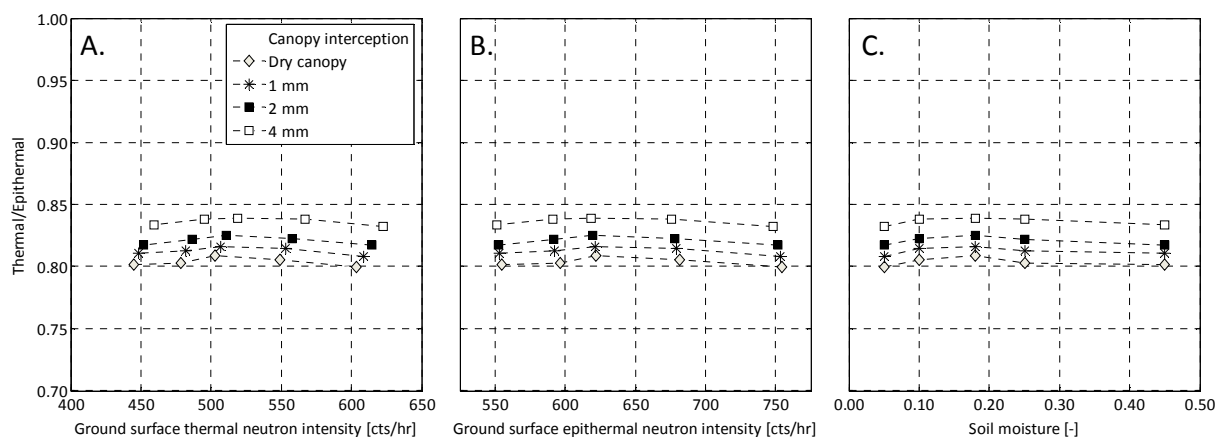 1.00
0.95
0.90
0.85
0.80
0.75
0.70
Thermal/Epithermal
A.
Canopy interception
Dry canopy
1 mm
2 mm
4 mm
400 450 500 550 600 650
Ground surface thermal neutron intensity [cts/hr]
B.
550 600 650 700 750
Ground surface epithermal neutron intensity [cts/hr]
C.
0.00 0.10 0.20 0.30 0.40 0.50
Soil moisture [-]